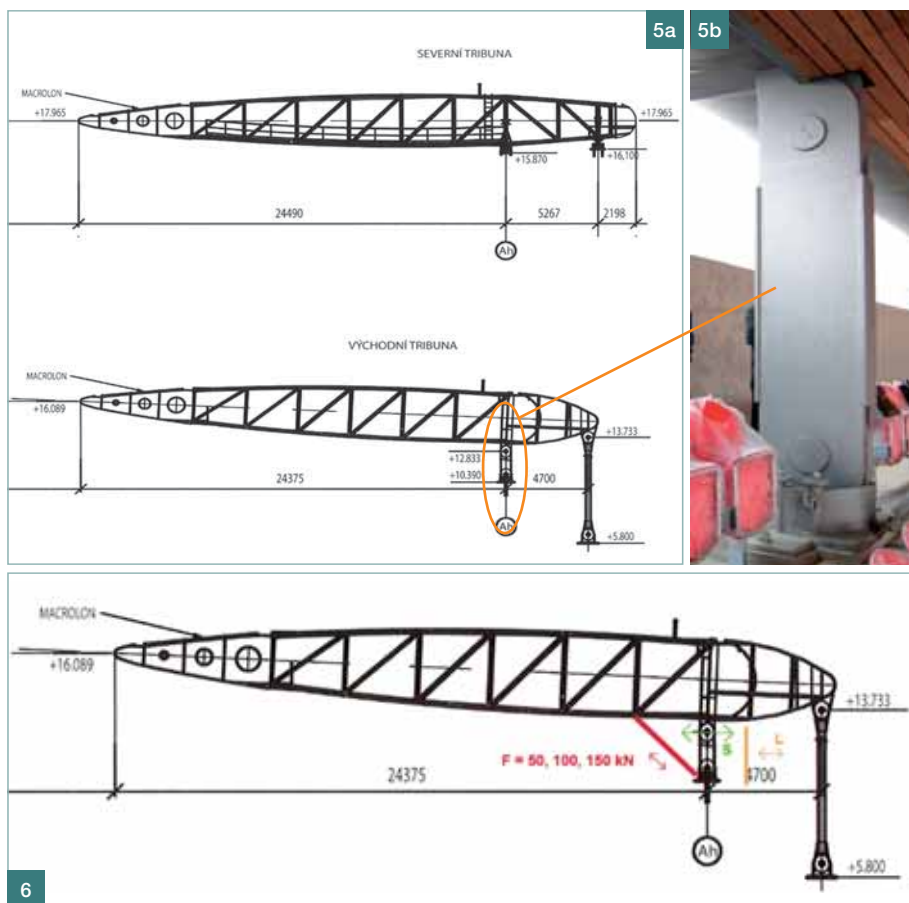 5a
5b
SEVERNÍ TRIBUNA
MACROLON
+17.965
+17.965
+15.870
+16,100
24490
5267
2198
Ah
VÝCHODNÍ TRIBUNA
MACROLON
+16.089
+13.733
+12.833
+10.390
24375
4700
Ah
+5.800
MACROLON
+16.089
+13.733
F = 50, 100, 150 kN
24375
4700
Ah
+5.800
6